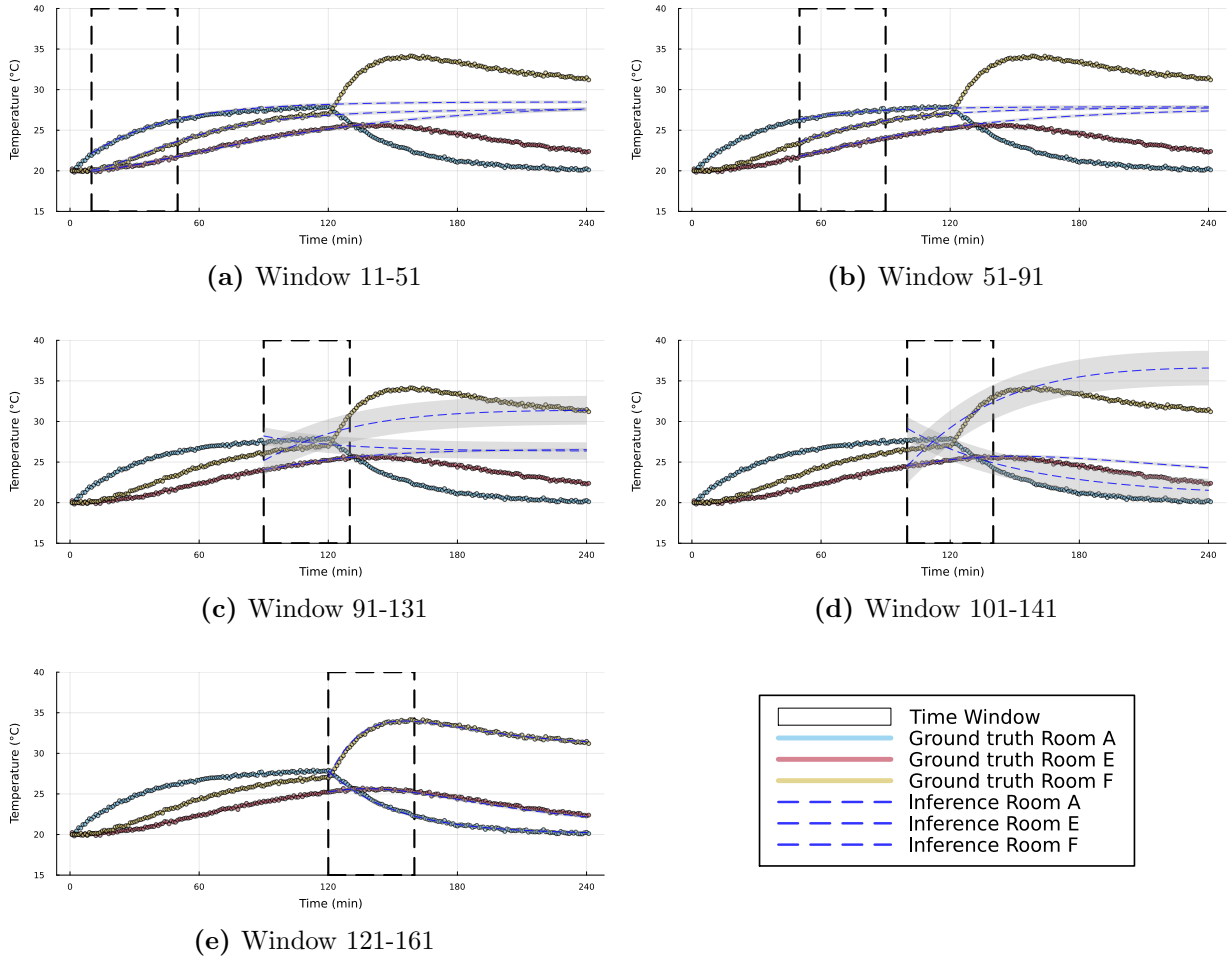 40
35
30
25
20
15
Temperature (°C)
0
60
120
180
240
Time (min)
(a) Window 11-51
40
35
30
25
20
15
Temperature (°C)
0
60
120
180
240
Time (min)
(b) Window 51-91
40
35
30
25
20
15
Temperature (°C)
0
60
120
180
240
Time (min)
(c) Window 91-131
40
35
30
25
20
15
Temperature (°C)
0
60
120
180
240
Time (min)
(d) Window 101-141
40
35
30
25
20
15
Temperature (°C)
0
60
120
180
240
Time (min)
(e) Window 121-161
Time Window
Ground truth Room A
Ground truth Room E
Ground truth Room F
Inference Room A
Inference Room E
Inference Room F